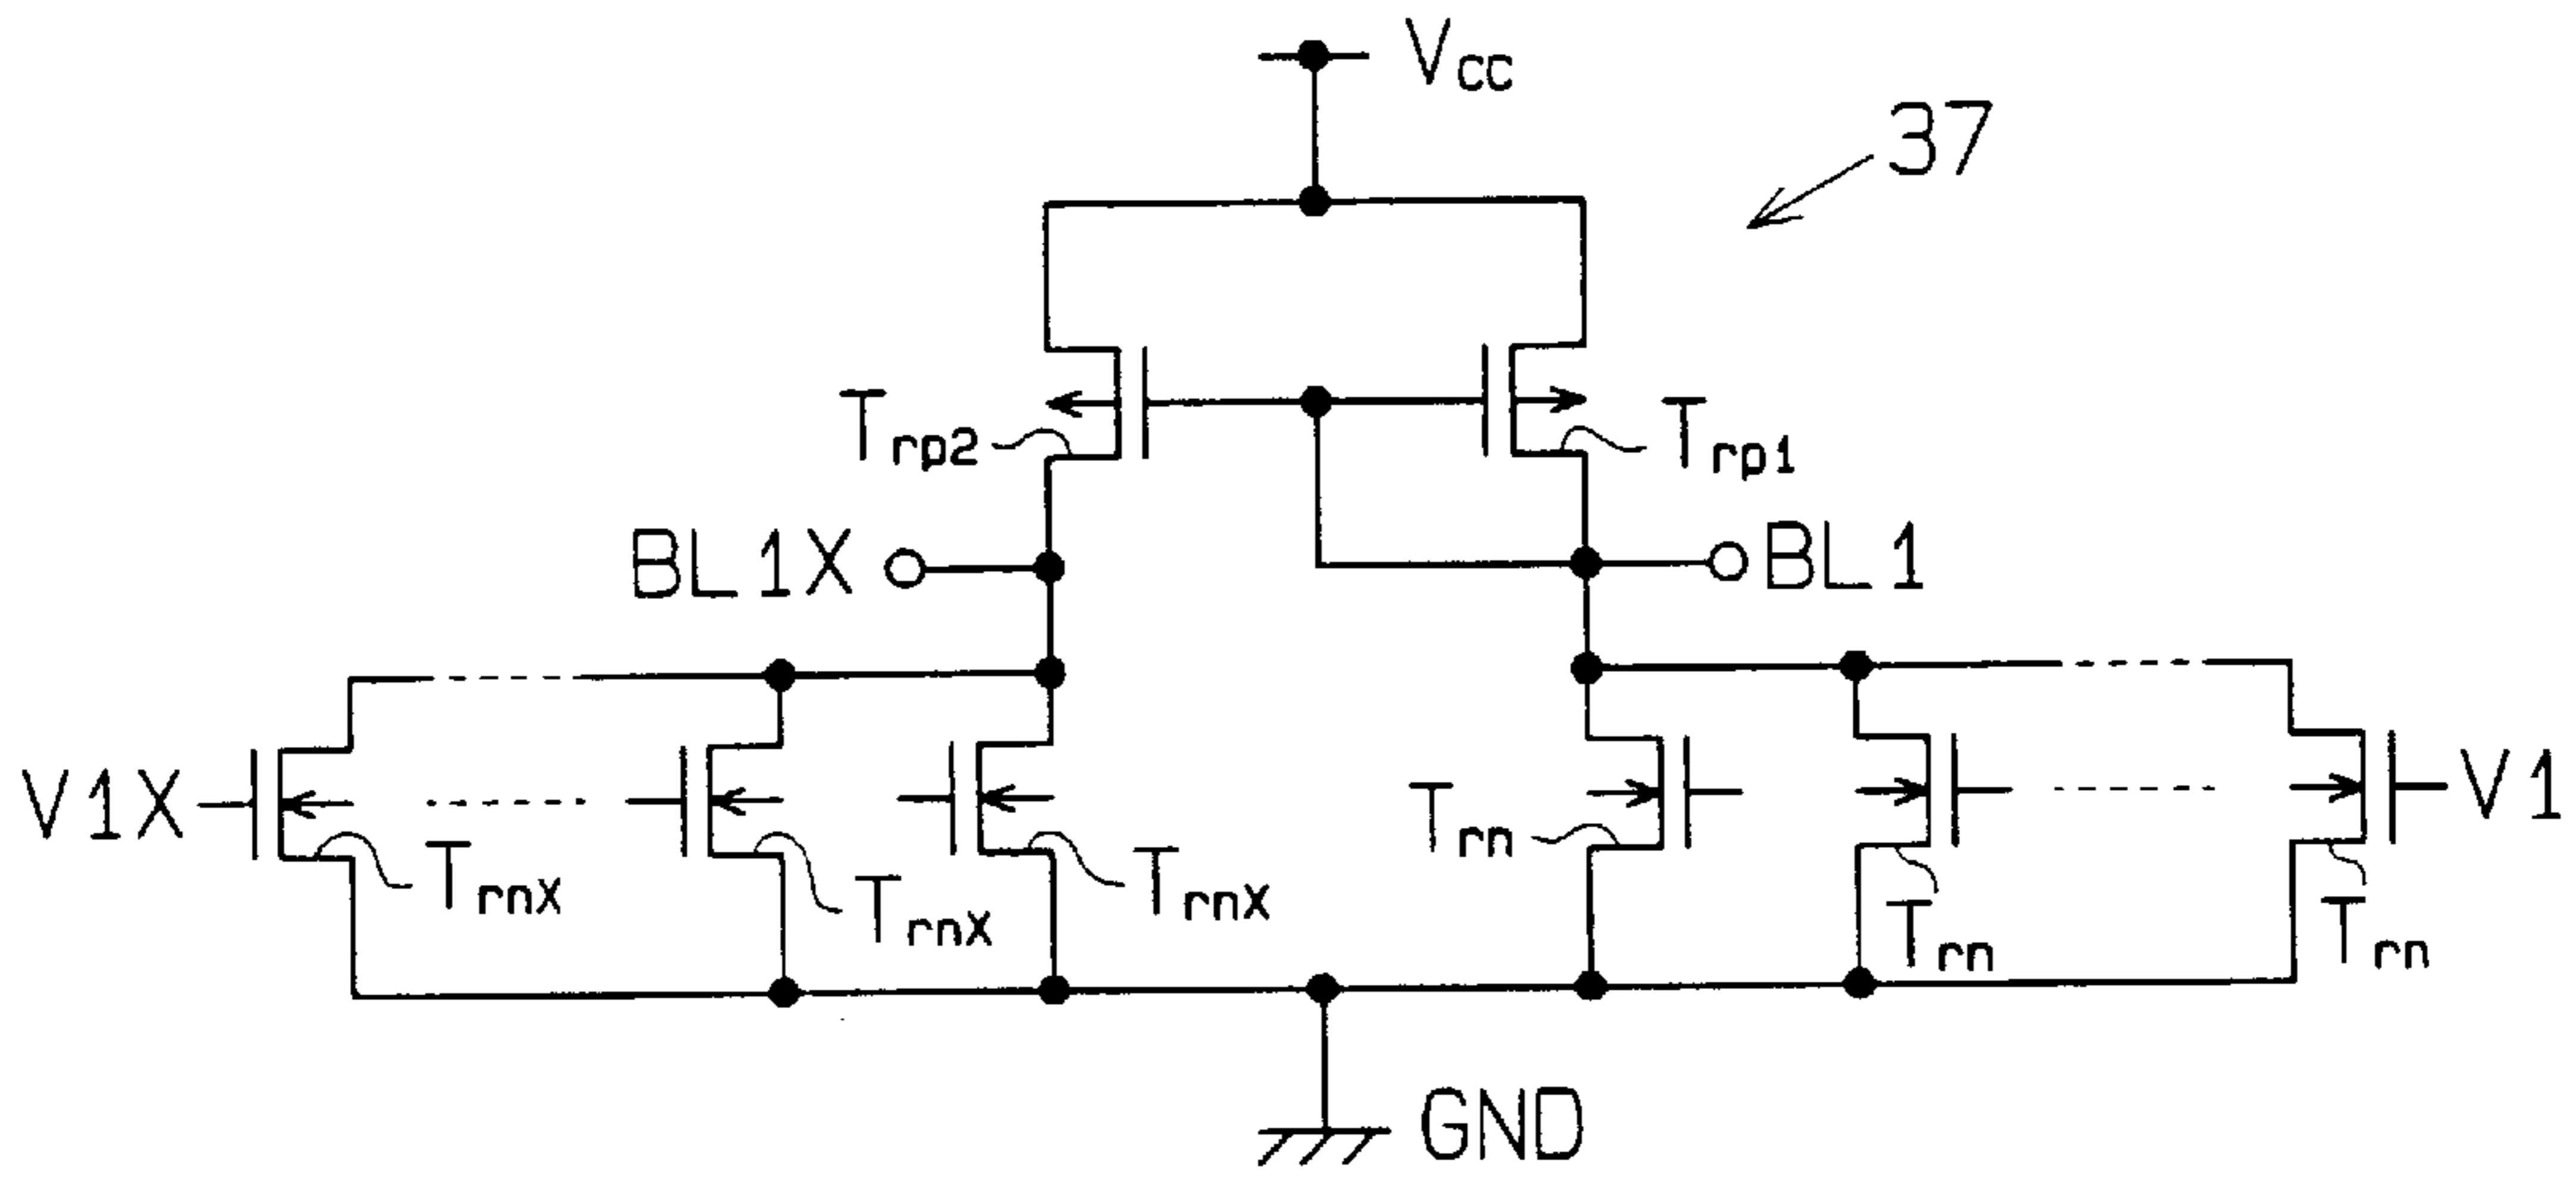 Vcc
37
Trp2
Trp1
BL1X
BL1
V1X
V1
TrnX
TrnX
TrnX
Trn
Trn
Trn
GND